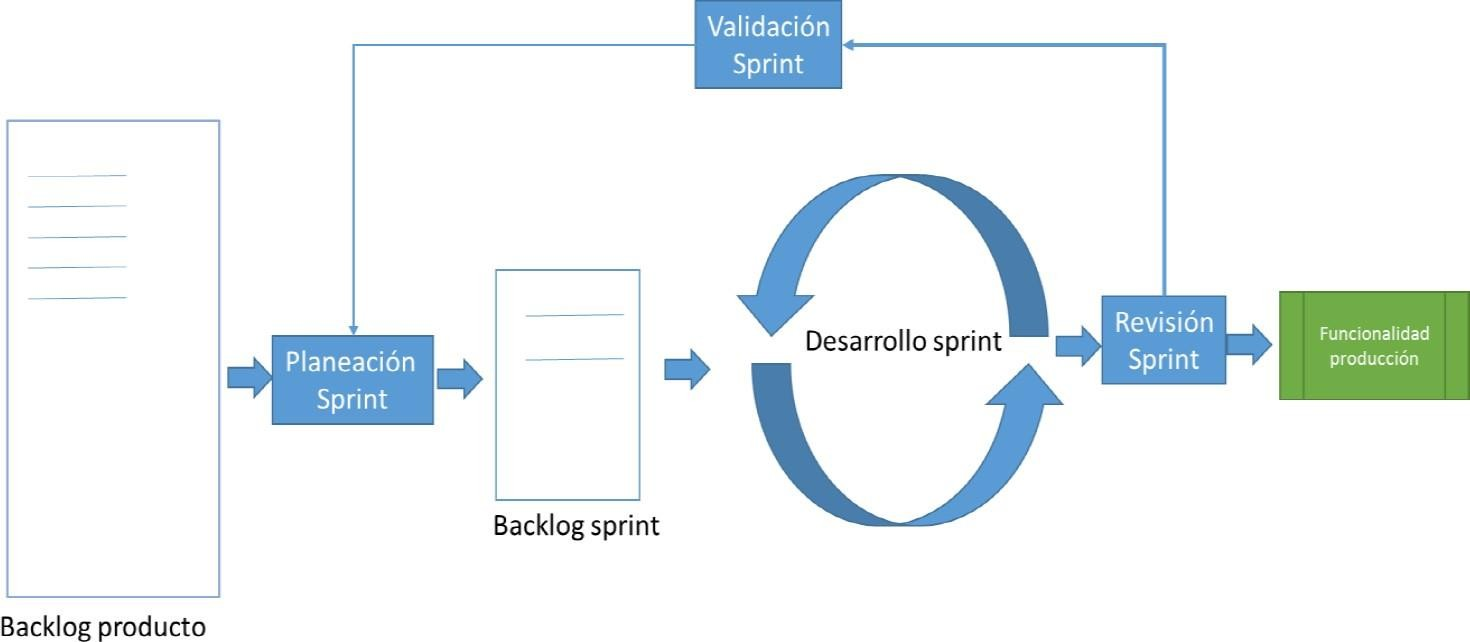 Validación
Sprint
Planeación
Sprint
Backlog sprint
Desarrollo sprint
Revisión
Sprint
Funcionalidad
producción
Backlog producto